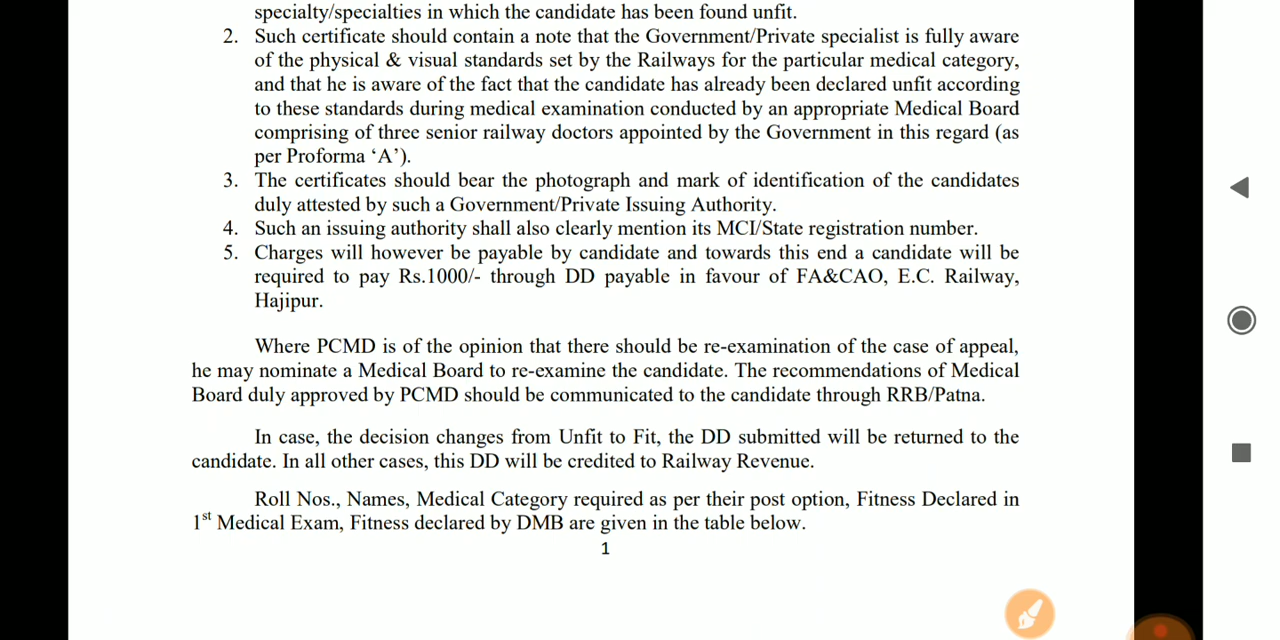 specialty/specialties in which the candidate has been found unfit.
2. Such certificate should contain a note that the Government/Private specialist is fully aware
of the physical & visual standards set by the Railways for the particular medical category,
and that he is aware of the fact that the candidate has already been declared unfit according
to these standards during medical examination conducted by an appropriate Medical Board
comprising of three senior railway doctors appointed by the Government in this regard (as
per Proforma ‘A’).
3. The certificates should bear the photograph and mark of identification of the candidates
duly attested by such a Government/Private Issuing Authority.
4. Such an issuing authority shall also clearly mention its MCI/State registration number.
5. Charges will however be payable by candidate and towards this end a candidate will be
required to pay Rs.1000/- through DD payable in favour of FA&CAO, E.C. Railway,
Hajipur.
Where PCMD is of the opinion that there should be re-examination of the case of appeal,
he may nominate a Medical Board to re-examine the candidate. The recommendations of Medical
Board duly approved by PCMD should be communicated to the candidate through RRB/Patna.
In case, the decision changes from Unfit to Fit, the DD submitted will be returned to the
candidate. In all other cases, this DD will be credited to Railway Revenue.
Roll Nos., Names, Medical Category required as per their post option, Fitness Declared in
1st Medical Exam, Fitness declared by DMB are given in the table below.
1